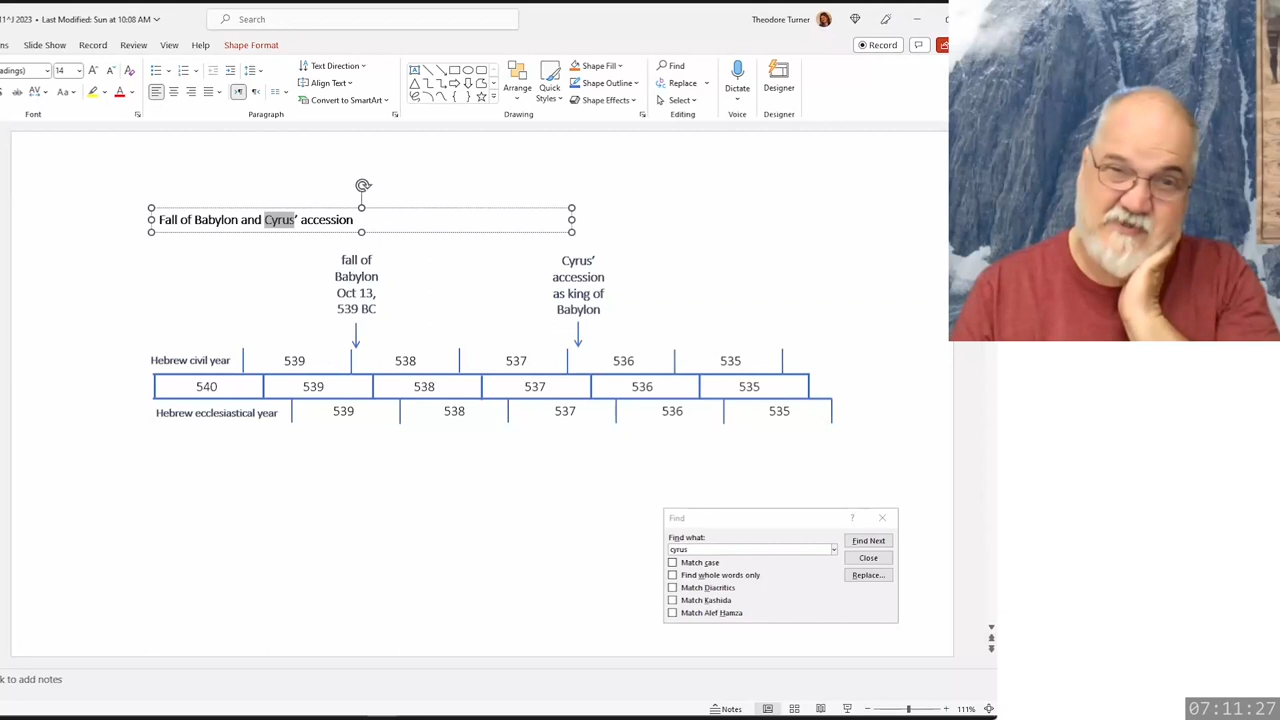 11^J 2023 • Last Modified: Sun at 10:08 AM
Search
Theodore Turner
ns Slide Show Record Review View Help Shape Format
Record
adings) 14
Text Direction
Align Text
Convert to SmartArt
Arrange
Quick Styles
Shape Fill
Shape Outline
Shape Effects
Find
Replace
Select
Dictate
Designer
Font Paragraph Drawing Editing Voice Designer
Fall of Babylon and Cyrus’ accession
fall of
Babylon
Oct 13,
539 BC
Cyrus’
accession
as king of
Babylon
Hebrew civil year 539 538 537 536 535
540 539 538 537 536 535
Hebrew ecclesiastical year 539 538 537 536 535
Find ?
Find what:
cyrus
Find Next
Match case
Close
Find whole words only
Replace...
Match Diacritics
Match Kashida
Match Alef Hamza
k to add notes
Notes
111%
07:11:27